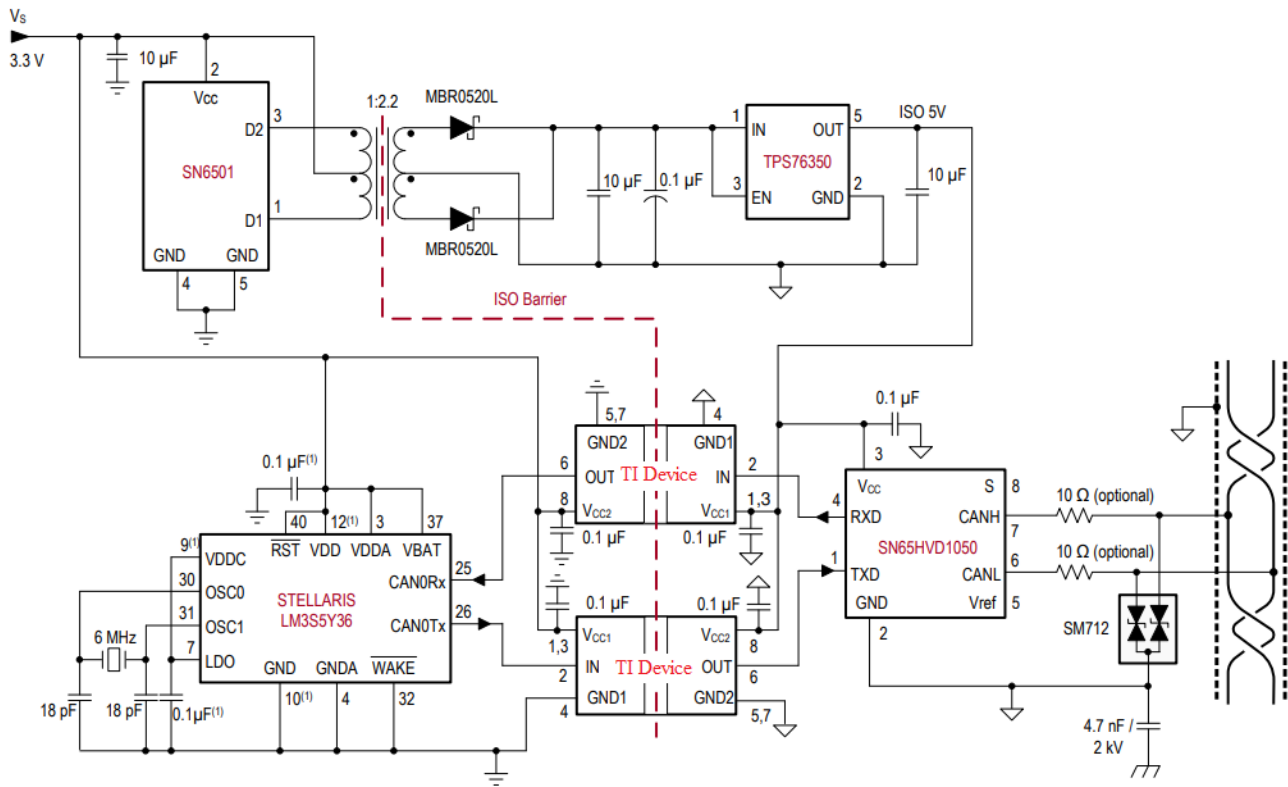 VS
3.3 V
10 µF
2
VCC
3
D2
SN6501
1
D1
GND
GND
4
5
1:2.2
MBR0520L
MBR0520L
10 µF
0.1 µF
1
IN
OUT
5
TPS76350
3
EN
GND
2
ISO 5V
10 µF
ISO Barrier
5,7
GND2
6
OUT
8
VCC2
TI Device
4
GND1
IN
2
VCC1
1,3
0.1 µF
0.1 µF
0.1 µF
3
VCC
S
8
4
RXD
CANH
7
SN65HVD1050
1
TXD
CANL
6
GND
Vref
5
2
10 Ω (optional)
10 Ω (optional)
SM712
4.7 nF /
2 kV
0.1 µF(1)
40
12(1)
3
37
RST
VDD
VDDA
VBAT
9(1)
VDDC
30
OSC0
31
OSC1
7
LDO
STELLARIS
LM3S5Y36
25
CAN0Rx
26
CAN0Tx
GND
GNDA
WAKE
10(1)
4
32
6 MHz
18 pF
18 pF
0.1µF(1)
0.1 µF
0.1 µF
VCC1
1,3
IN
2
GND1
4
TI Device
VCC2
8
OUT
6
GND2
5,7